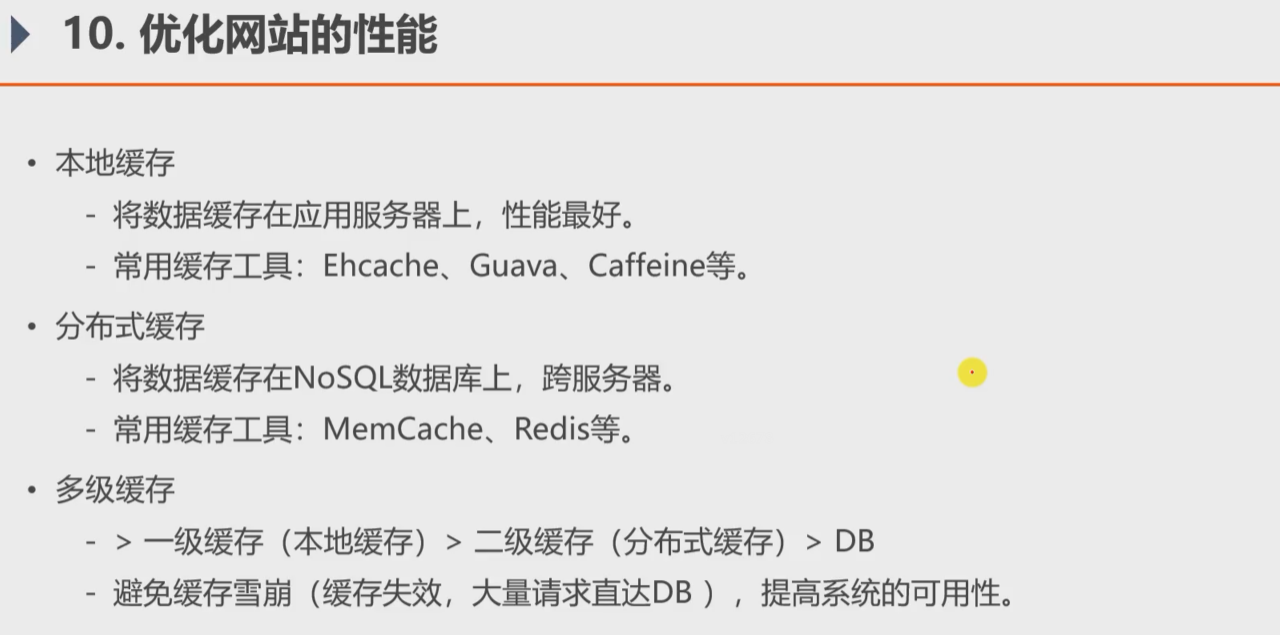 10. 优化网站的性能
• 本地缓存
- 将数据缓存在应用服务器上，性能最好。
- 常用缓存工具：Ehcache、Guava、Caffeine等。
• 分布式缓存
- 将数据缓存在NoSQL数据库上，跨服务器。
- 常用缓存工具：MemCache、Redis等。
• 多级缓存
- > 一级缓存（本地缓存）> 二级缓存（分布式缓存）> DB
- 避免缓存雪崩（缓存失效，大量请求直达DB ），提高系统的可用性。